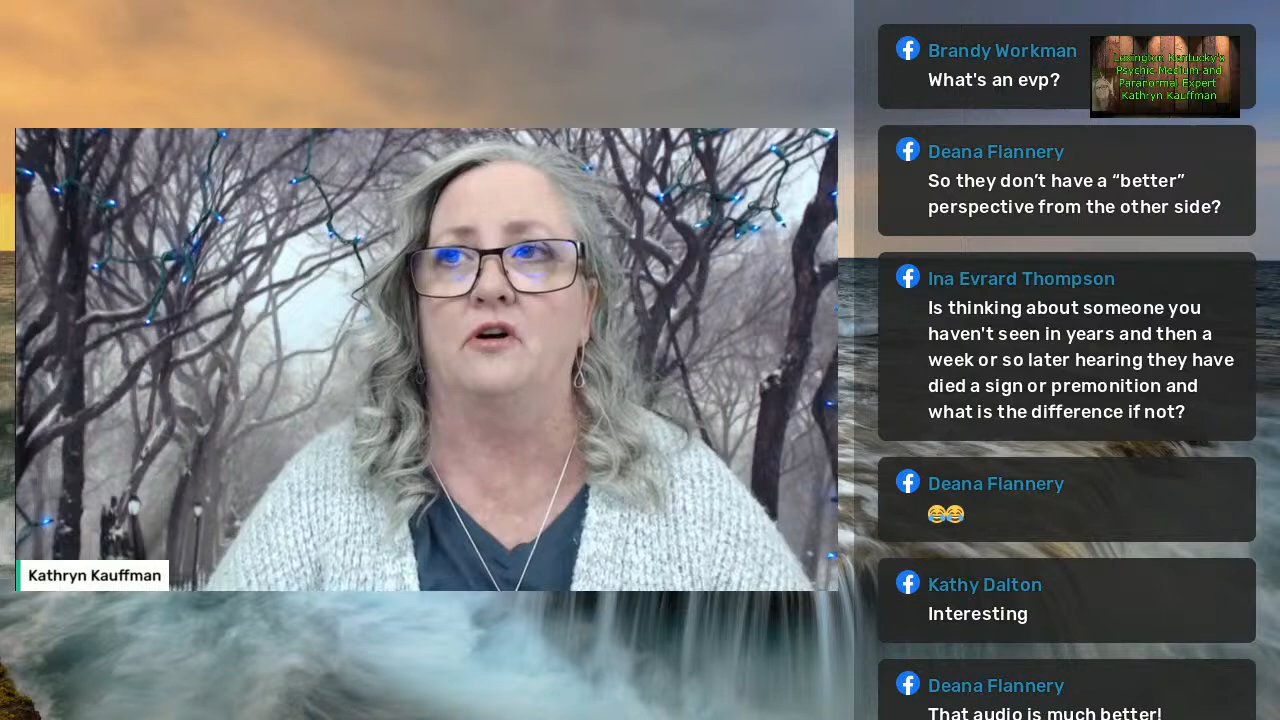 Brandy Workman
What's an evp?
Lexington Kentucky's
Psychic Medium and
Paranormal Expert
Kathryn Kauffman
Deana Flannery
So they don’t have a “better”
perspective from the other side?
Ina Evrard Thompson
Is thinking about someone you
haven't seen in years and then a
week or so later hearing they have
died a sign or premonition and
what is the difference if not?
Deana Flannery
😂😂
Kathy Dalton
Interesting
Deana Flannery
That audio is much better!
Kathryn Kauffman